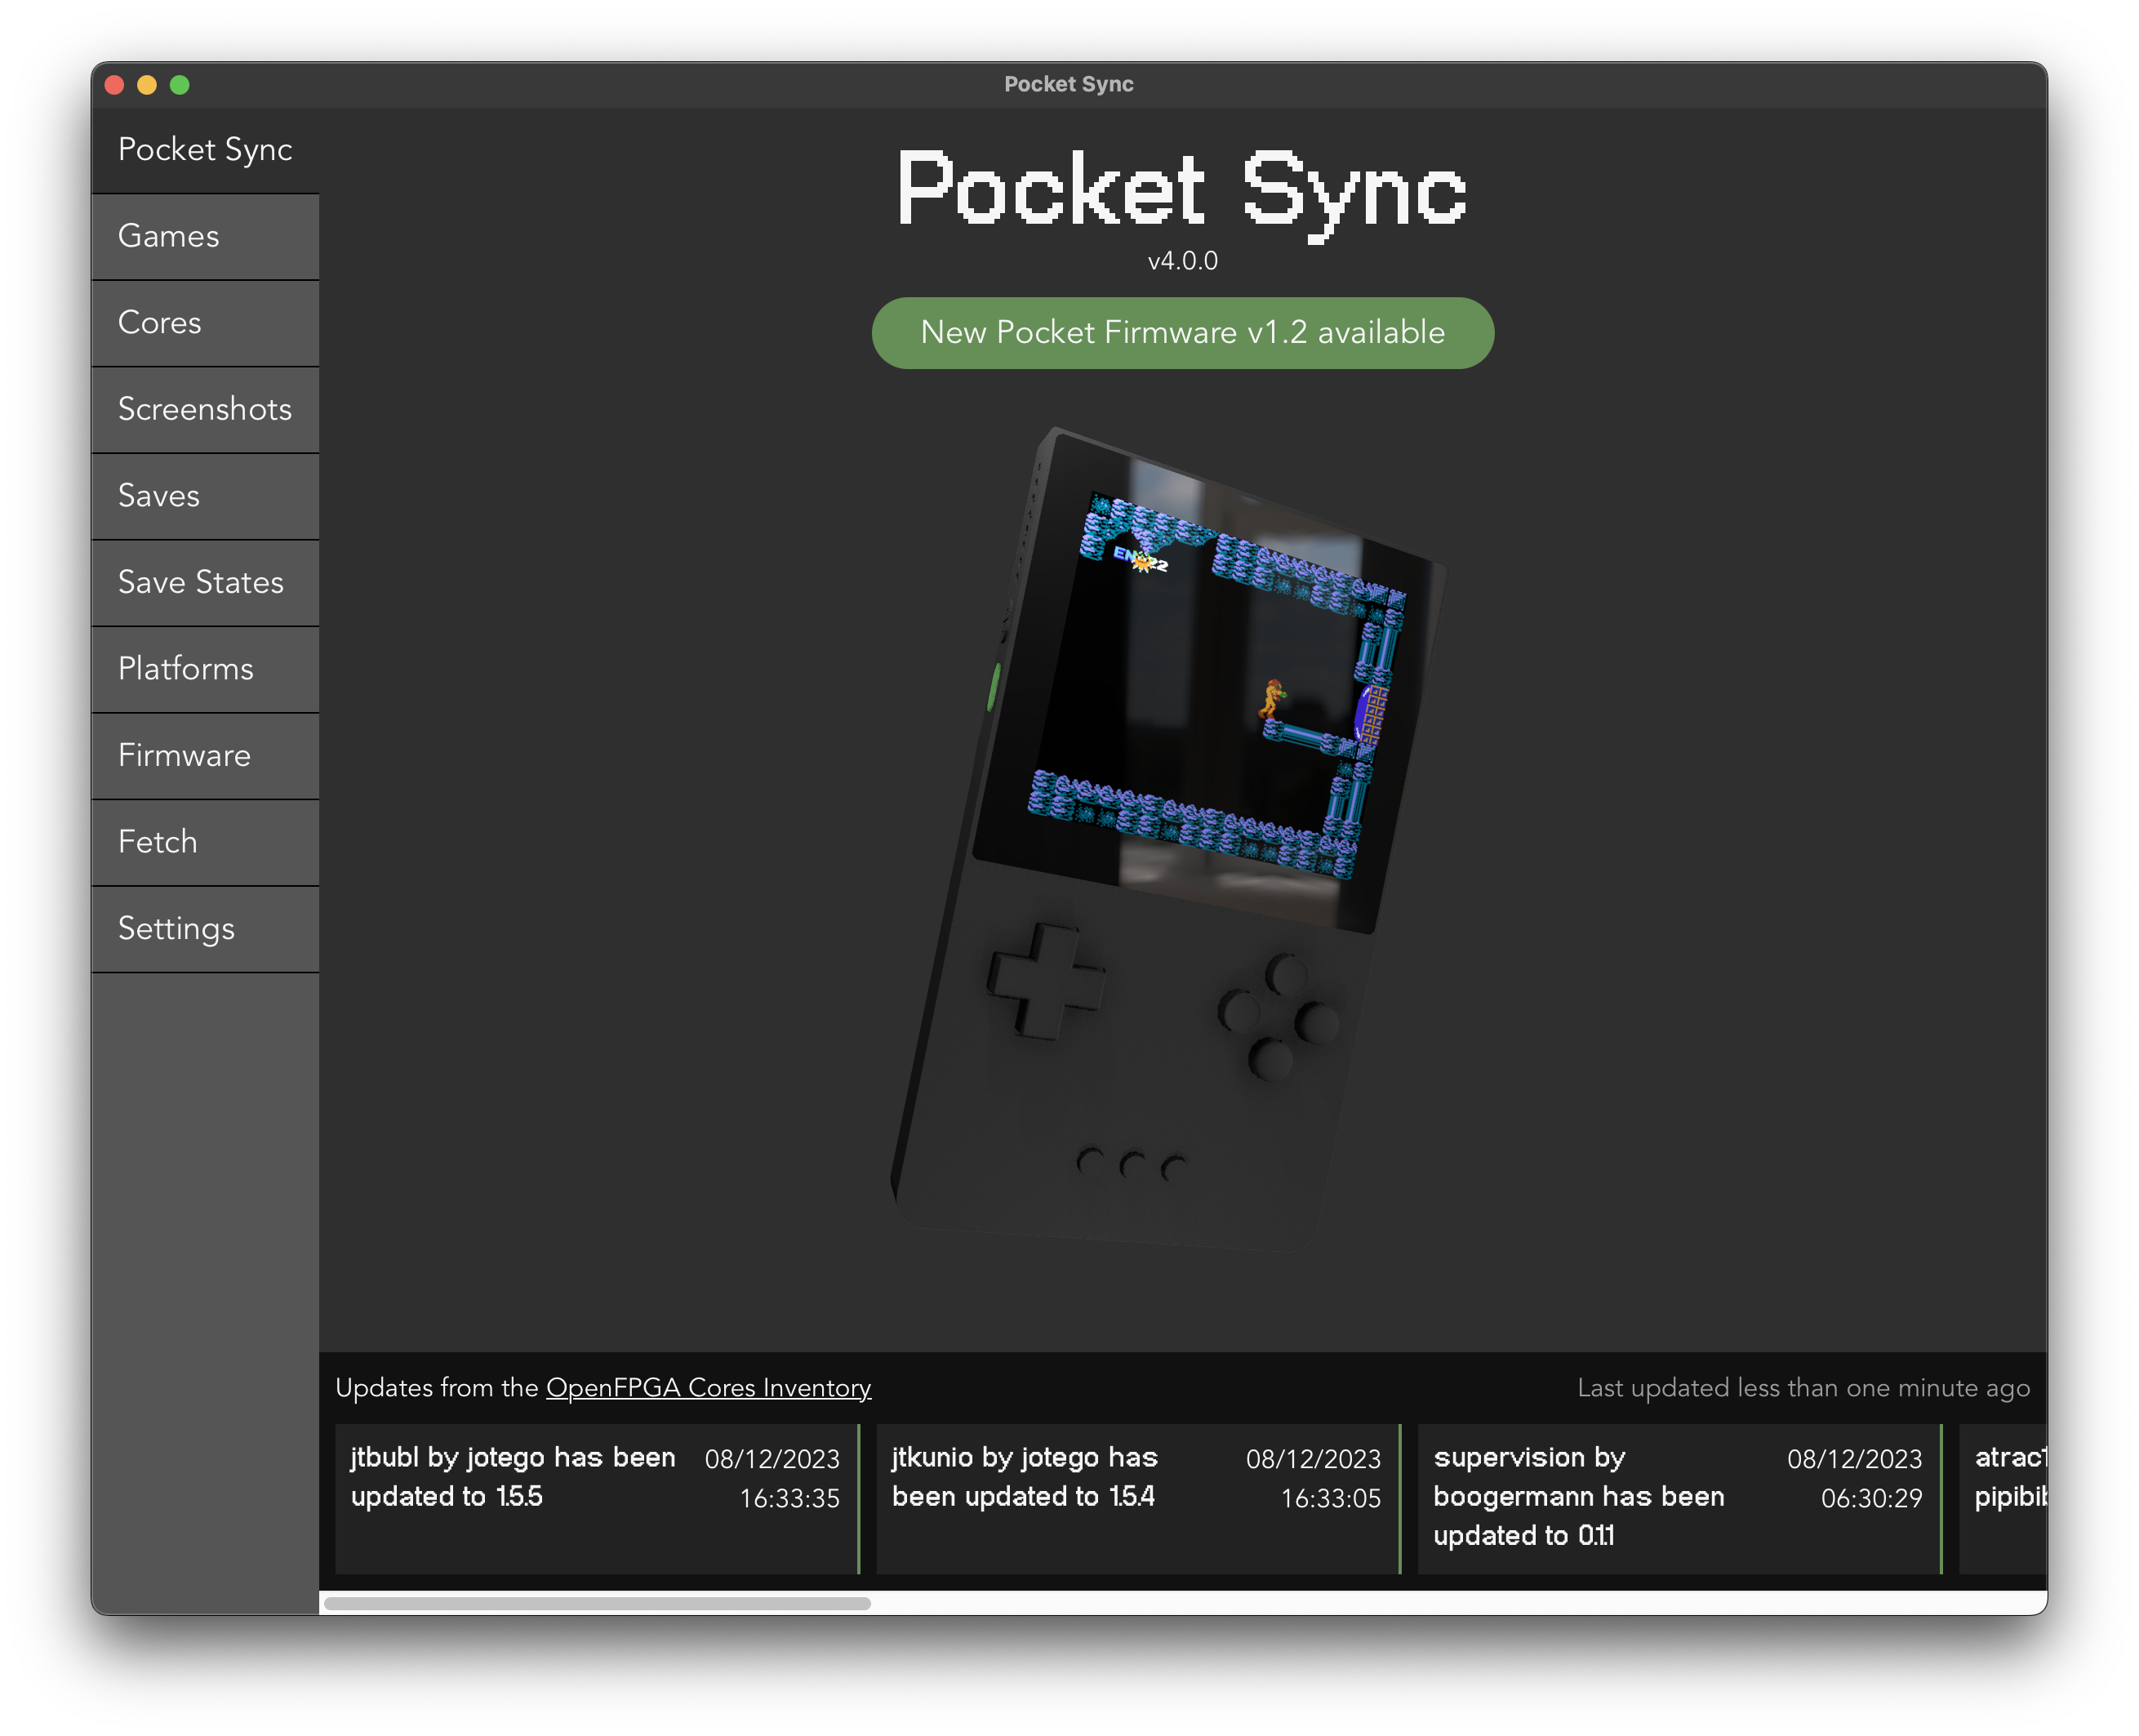 Pocket Sync
Pocket Sync
Games
Cores
Screenshots
Saves
Save States
Platforms
Firmware
Fetch
Settings
Pocket Sync
v4.0.0
New Pocket Firmware v1.2 available
Updates from the OpenFPGA Cores Inventory
Last updated less than one minute ago
jtbubl by jotego has been
updated to 1.5.5
08/12/2023
16:33:35
jtkunio by jotego has
been updated to 1.5.4
08/12/2023
16:33:05
supervision by
boogermann has been
updated to 0.1.1
08/12/2023
06:30:29